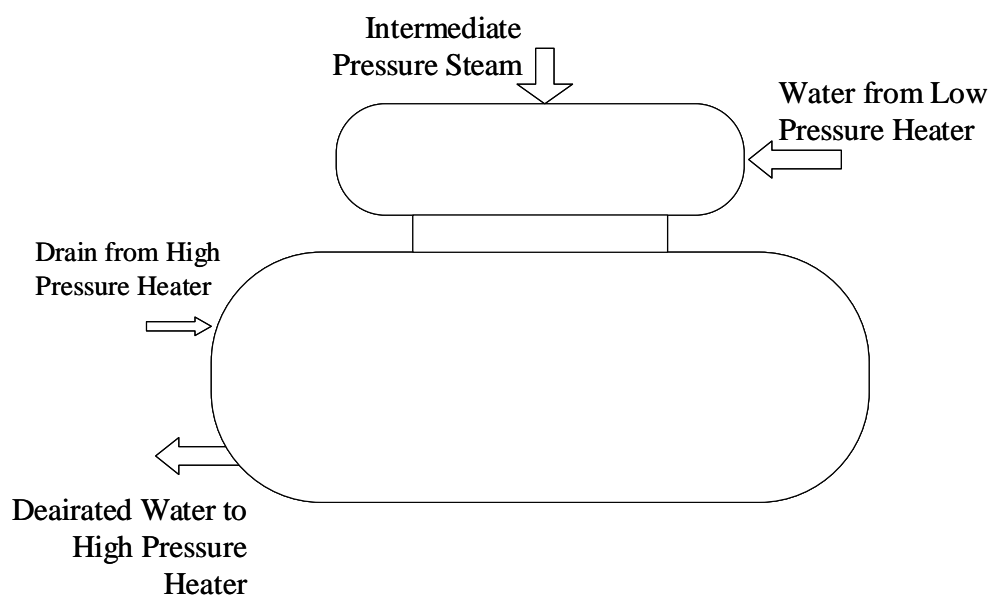 Intermediate
Pressure Steam
Water from Low
Pressure Heater
Drain from High
Pressure Heater
Deairated Water to
High Pressure
Heater